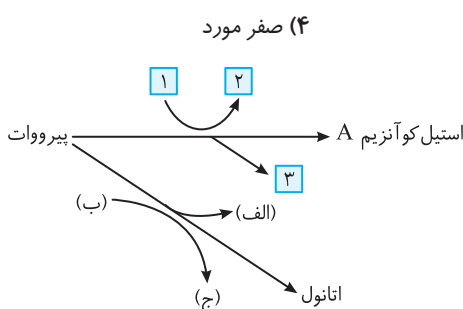 ۴) صفر مورد
۱ ۲
پیرووات استیل کوآنزیم A
۳
(ب) (الف)
(ج) اتانول